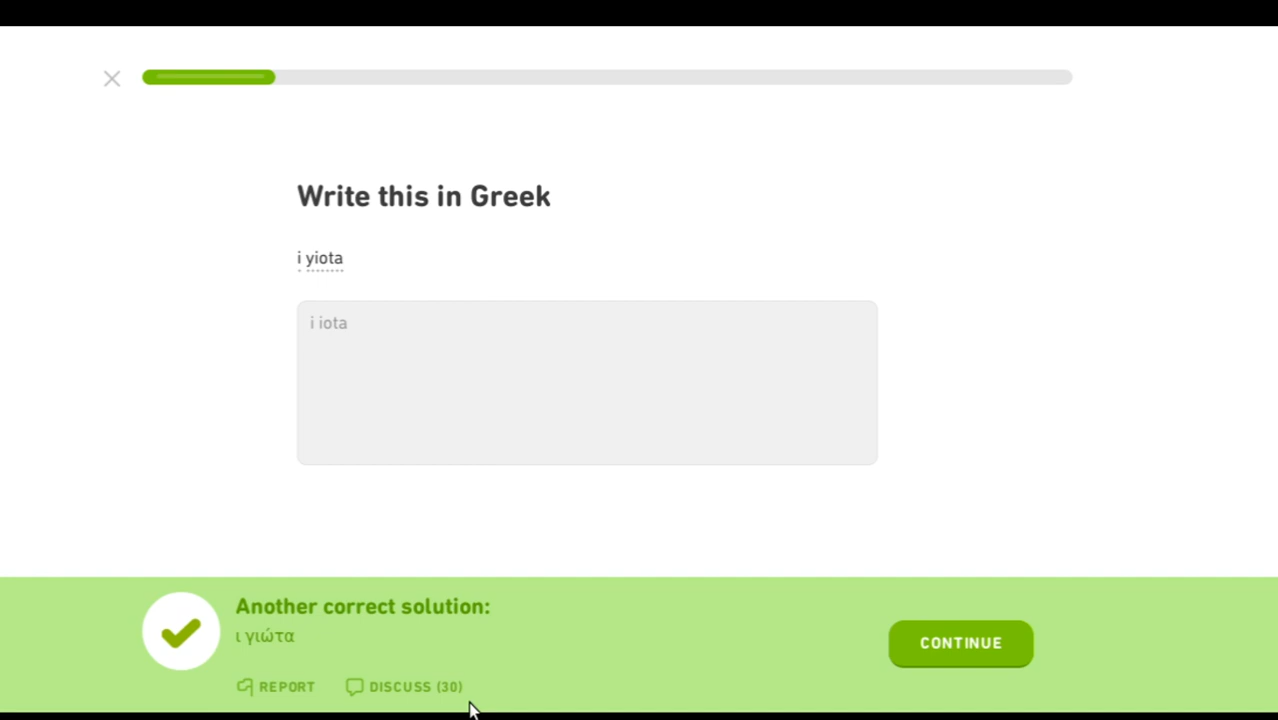 Write this in Greek
i yiota
i iota
Another correct solution:
ι γιώτα
REPORT
DISCUSS (30)
CONTINUE